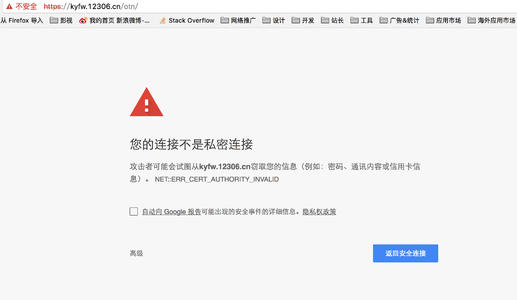 不安全 https://kyfw.12306.cn/otn/
从 Firefox 导入 影视 我的首页 新浪微博-... Stack Overflow 网络推广 设计 开发 站长 工具 广告&统计 应用市场 海外应用市场
您的连接不是私密连接
攻击者可能会试图从kyfw.12306.cn窃取您的信息（例如：密码、通讯内容或信用卡信
息）。 NET::ERR_CERT_AUTHORITY_INVALID
自动向 Google 报告可能出现的安全事件的详细信息。隐私权政策
高级
返回安全连接